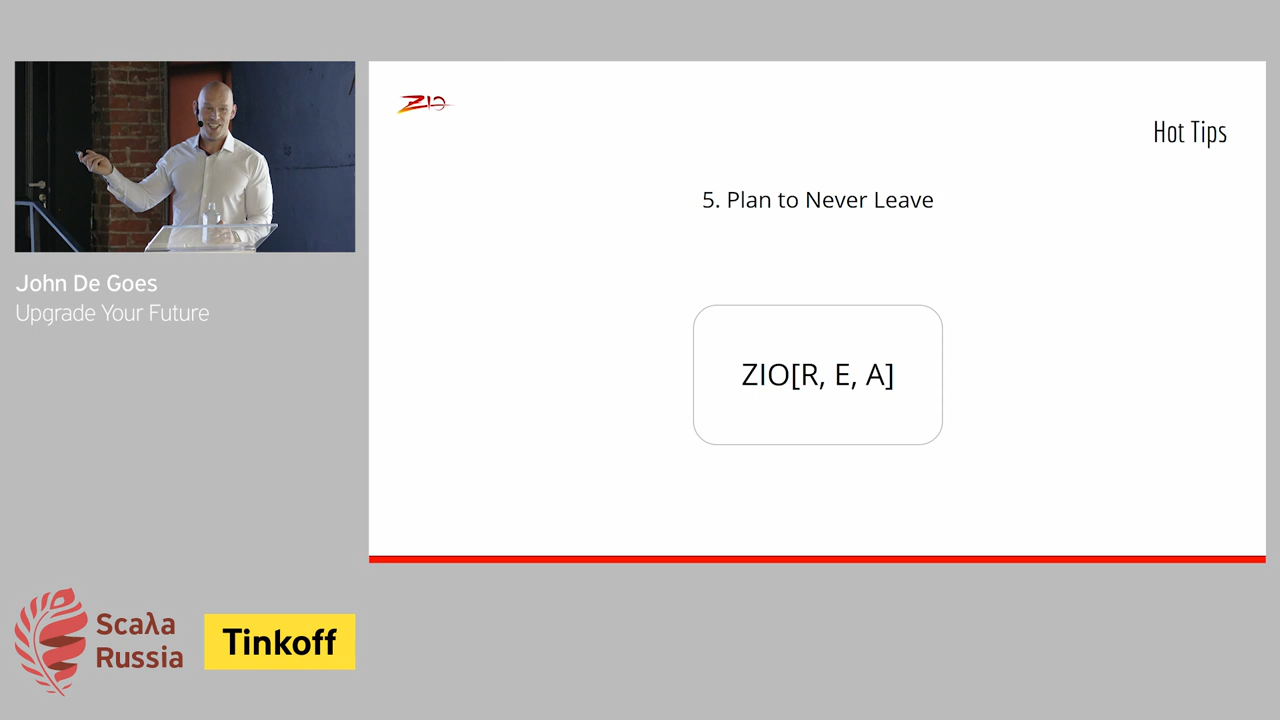 ZIO
Hot Tips
5. Plan to Never Leave
ZIO[R, E, A]
John De Goes
Upgrade Your Future
Scaλa
Russia
Tinkoff